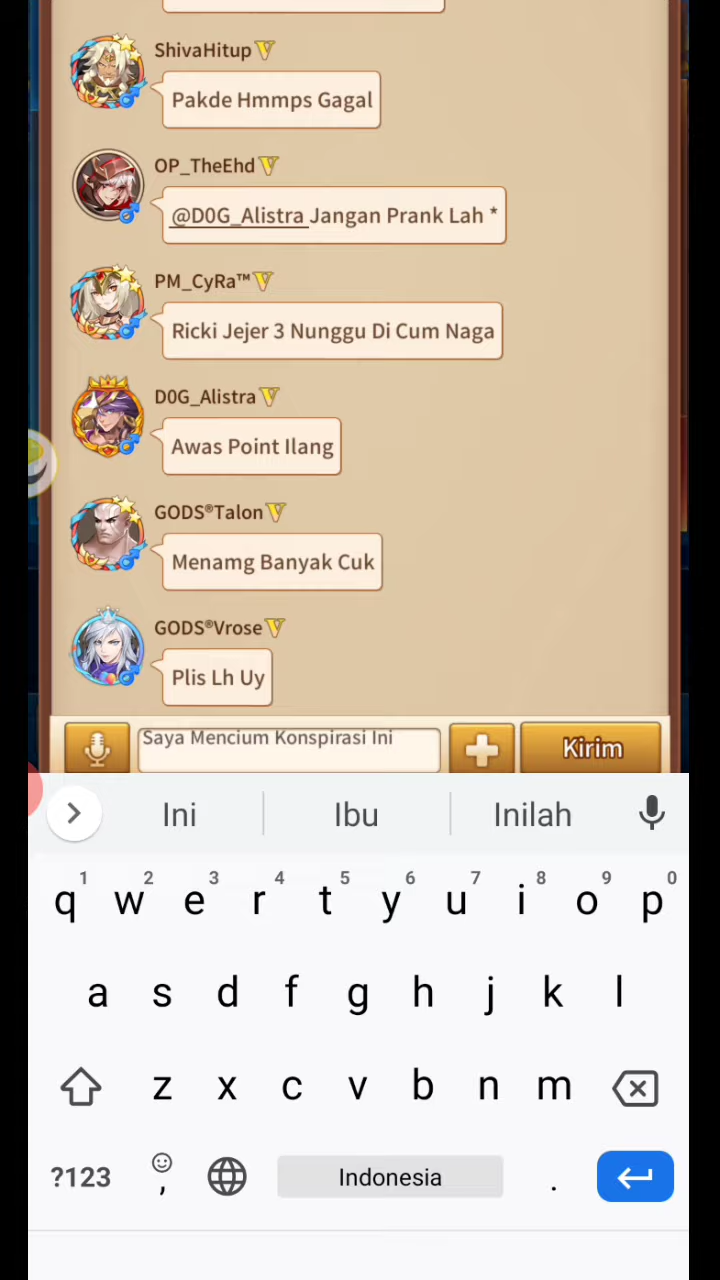 ShivaHitup V
Pakde Hmmps Gagal
OP_TheEhd V
@D0G_Alistra Jangan Prank Lah *
PM_CyRa™ V
Ricki Jejer 3 Nunggu Di Cum Naga
D0G_Alistra V
Awas Point Ilang
GODS®Talon V
Menamg Banyak Cuk
GODS®Vrose V
Plis Lh Uy
Saya Mencium Konspirasi Ini
Kirim
Ini Ibu Inilah
1 2 3 4 5 6 7 8 9 0
q w e r t y u i o p
a s d f g h j k l
z x c v b n m
?123 , Indonesia .